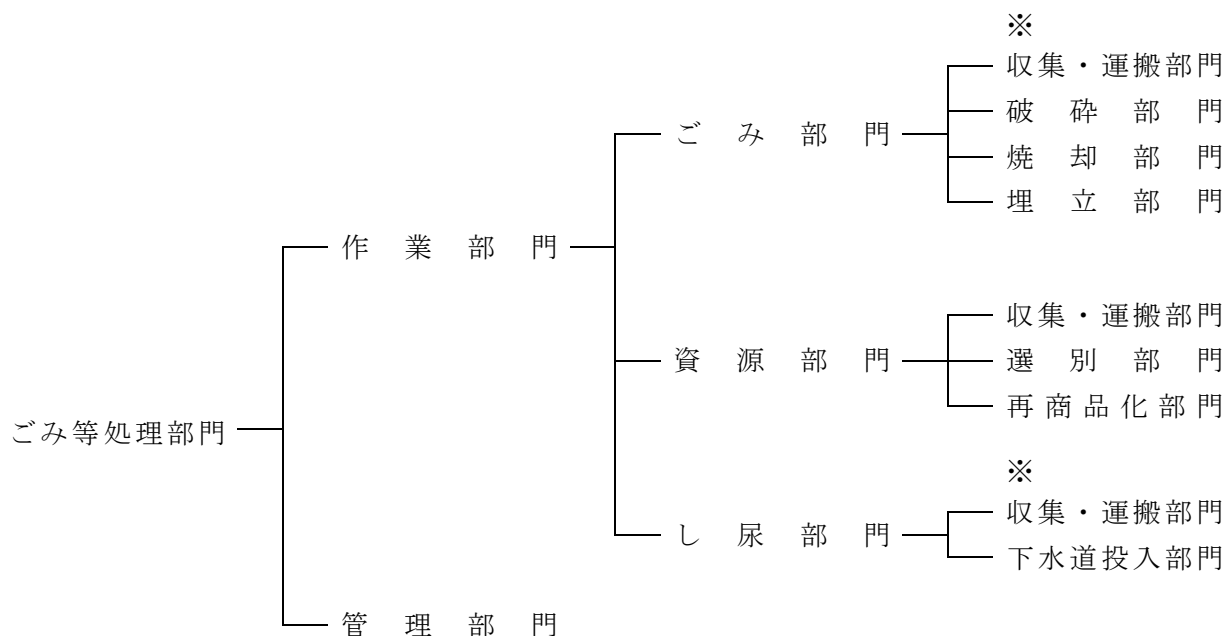 ※
収集・運搬部門
破砕部門
ごみ部門
焼却部門
埋立部門
作業部門
収集・運搬部門
資源部門
選別部門
再商品化部門
ごみ等処理部門
※
収集・運搬部門
し尿部門
下水道投入部門
管理部門